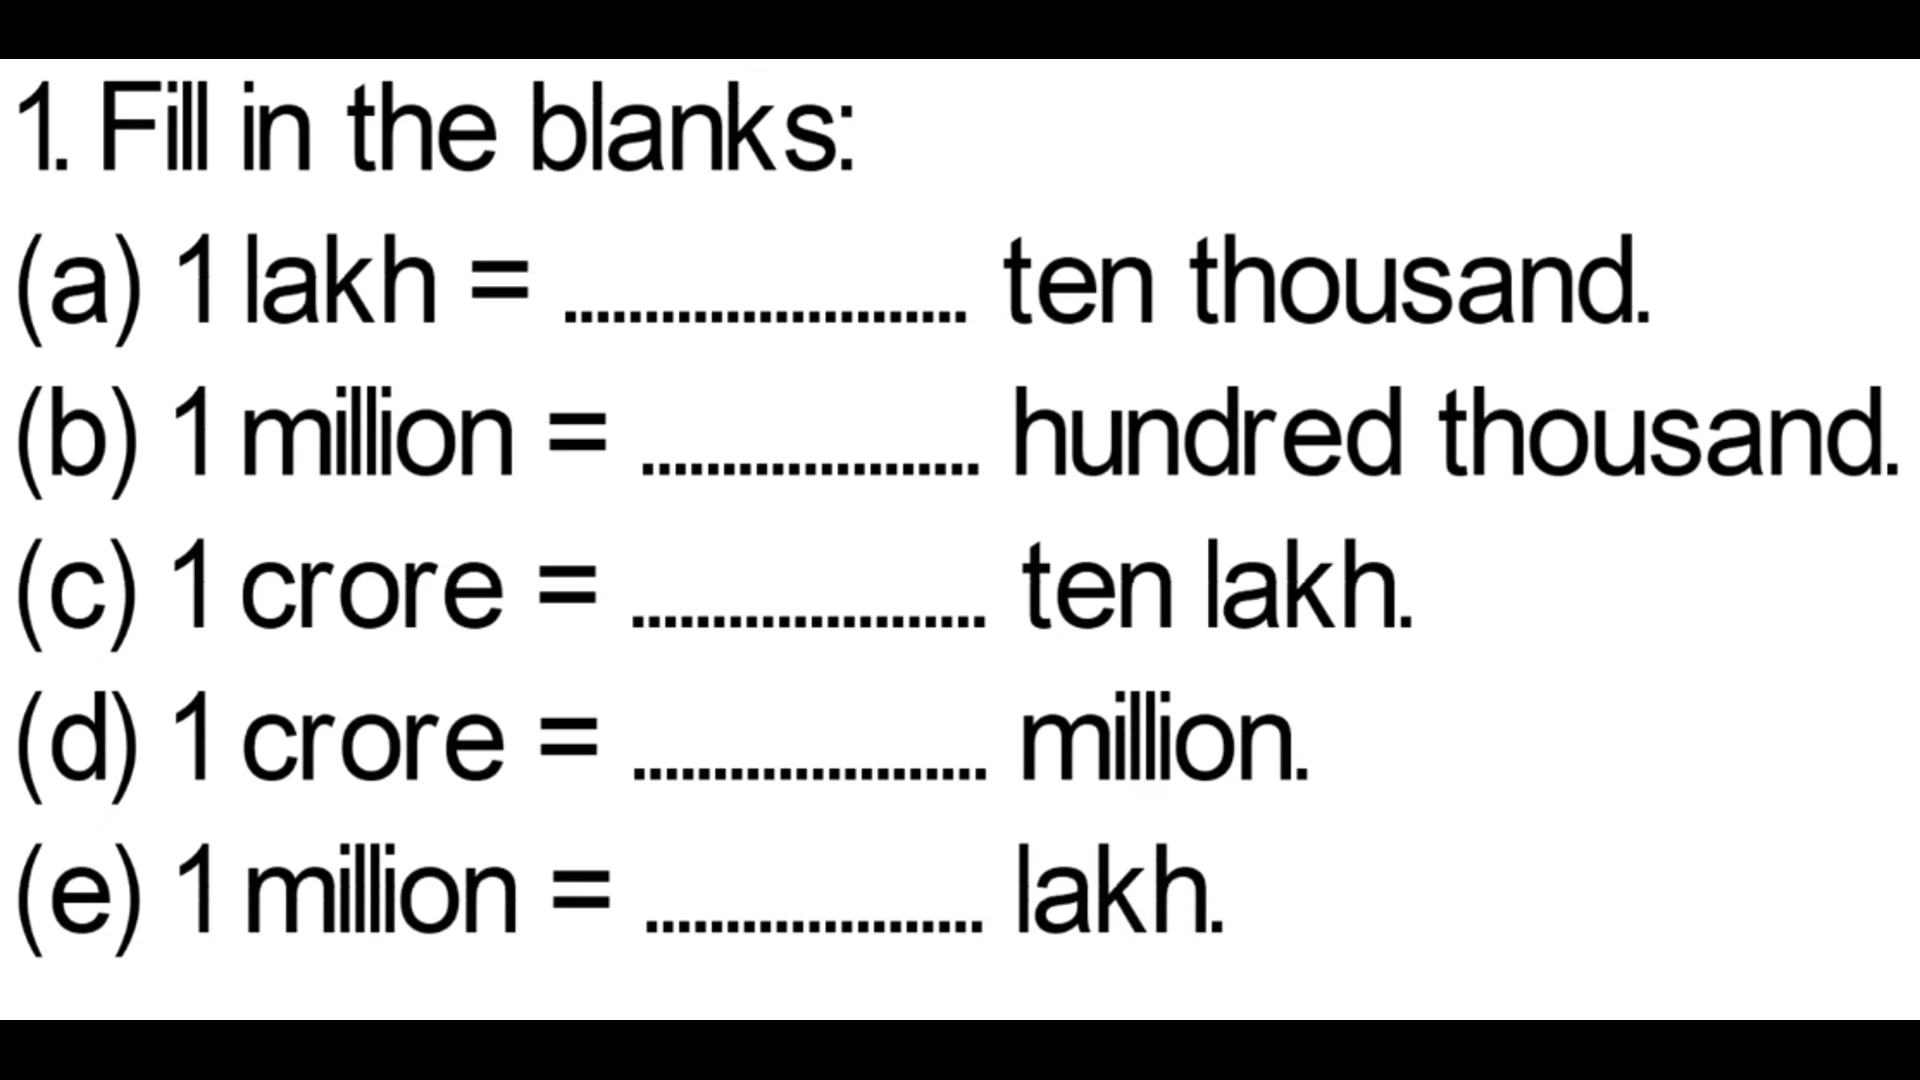 1. Fill in the blanks:
(a) 1 lakh = ........................ ten thousand.
(b) 1 million = .................... hundred thousand.
(c) 1 crore = ..................... ten lakh.
(d) 1 crore = ..................... million.
(e) 1 million = .................... lakh.